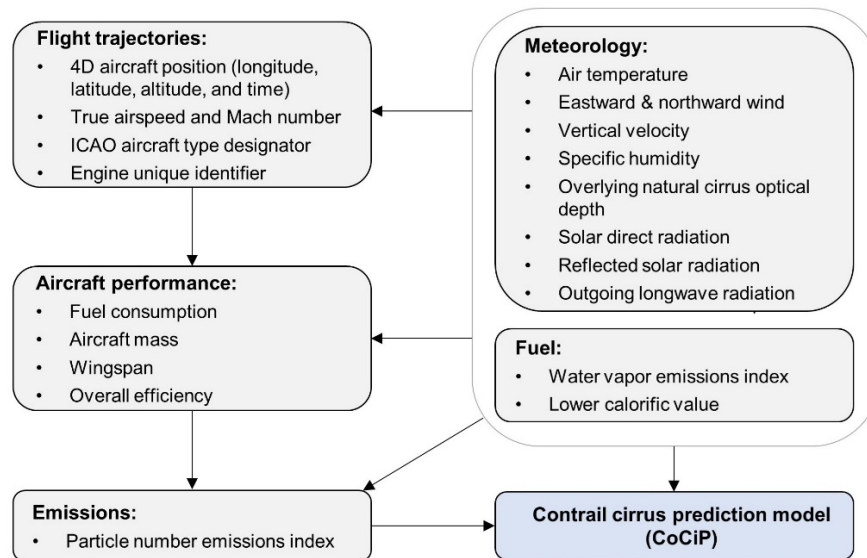 Flight trajectories:
• 4D aircraft position (longitude,
latitude, altitude, and time)
• True airspeed and Mach number
• ICAO aircraft type designator
• Engine unique identifier
Aircraft performance:
• Fuel consumption
• Aircraft mass
• Wingspan
• Overall efficiency
Emissions:
• Particle number emissions index
Meteorology:
• Air temperature
• Eastward & northward wind
• Vertical velocity
• Specific humidity
• Overlying natural cirrus optical
depth
• Solar direct radiation
• Reflected solar radiation
• Outgoing longwave radiation
Fuel:
• Water vapor emissions index
• Lower calorific value
Contrail cirrus prediction model
(CoCiP)